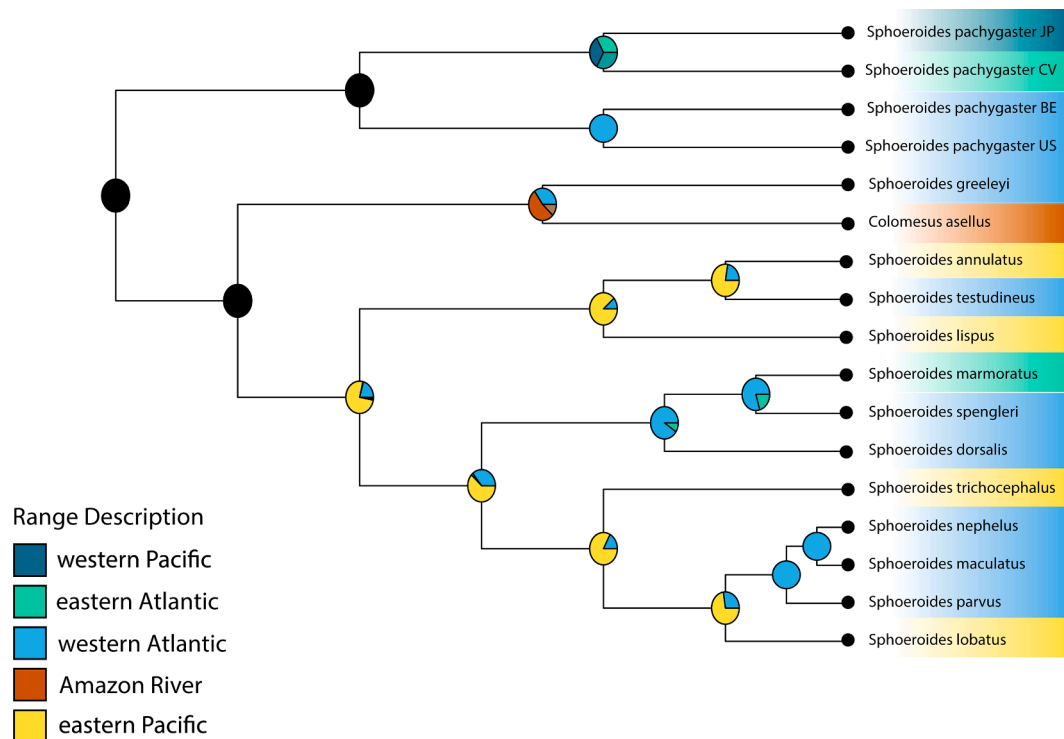 Sphoeroides pachygaster JP
Sphoeroides pachygaster CV
Sphoeroides pachygaster BE
Sphoeroides pachygaster US
Sphoeroides greeleyi
Colomesus asellus
Sphoeroides annulatus
Sphoeroides testudineus
Sphoeroides lispus
Sphoeroides marmoratus
Sphoeroides spengleri
Sphoeroides dorsalis
Sphoeroides trichocephalus
Sphoeroides nephelus
Sphoeroides maculatus
Sphoeroides parvus
Sphoeroides lobatus
Range Description
western Pacific
eastern Atlantic
western Atlantic
Amazon River
eastern Pacific